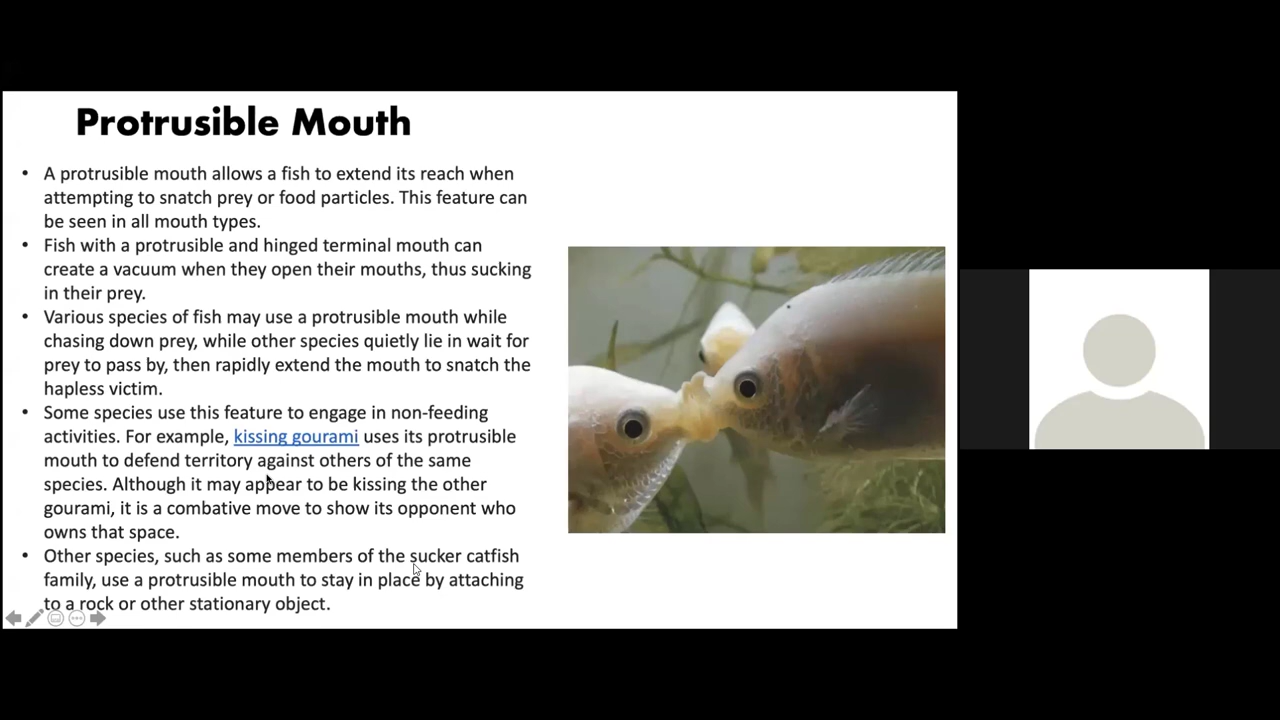 Protrusible Mouth
• A protrusible mouth allows a fish to extend its reach when
attempting to snatch prey or food particles. This feature can
be seen in all mouth types.
• Fish with a protrusible and hinged terminal mouth can
create a vacuum when they open their mouths, thus sucking
in their prey.
• Various species of fish may use a protrusible mouth while
chasing down prey, while other species quietly lie in wait for
prey to pass by, then rapidly extend the mouth to snatch the
hapless victim.
• Some species use this feature to engage in non-feeding
activities. For example, kissing gourami uses its protrusible
mouth to defend territory against others of the same
species. Although it may appear to be kissing the other
gourami, it is a combative move to show its opponent who
owns that space.
• Other species, such as some members of the sucker catfish
family, use a protrusible mouth to stay in place by attaching
to a rock or other stationary object.